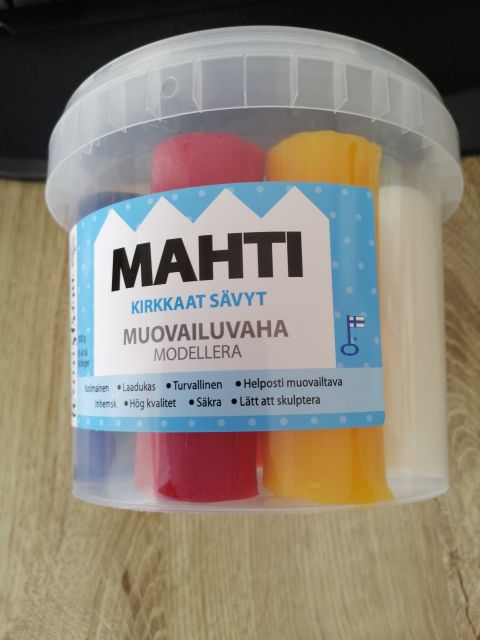 MAHTI
KIRKKAAT SÄVYT
MUOVAILUVAHA
MODELLERA
Kotimainen • Laadukas • Turvallinen • Helposti muovailtava
Inhemsk • Hög kvalitet • Säkra • Lätt att skulptera